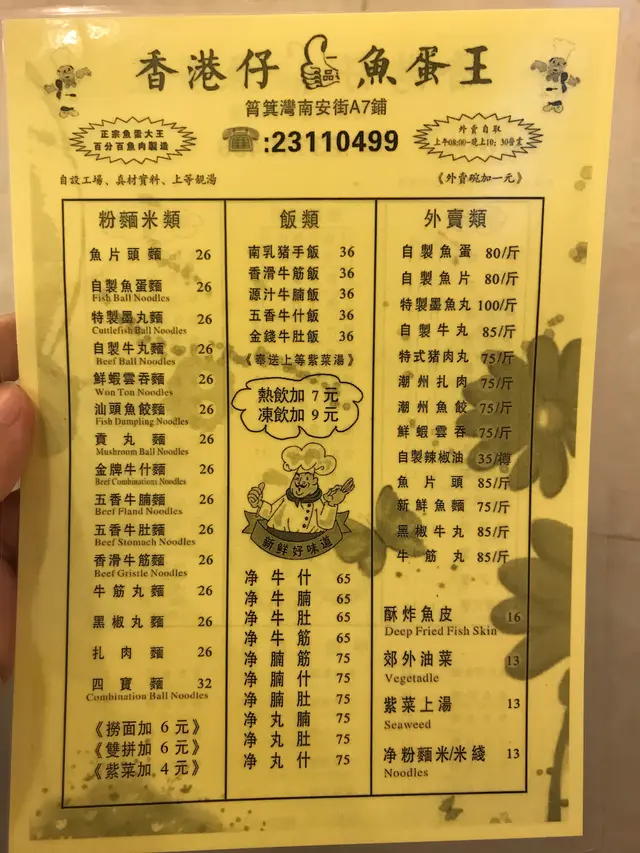 香港仔 魚蛋王
筲箕灣南安街A7鋪
☎:23110499
正宗魚蛋大王
百分百魚肉製造
外賣自取
上午08:00-晚上10:30營業
自設工場、真材實料、上等靚湯
《外賣碗加一元》
粉麵米類
魚片頭麵 26
自製魚蛋麵 26
Fish Ball Noodles
特製墨丸麵 26
Cuttlefish Ball Noodles
自製牛丸麵 26
Beef Ball Noodles
鮮蝦雲吞麵 26
Won Ton Noodles
汕頭魚餃麵 26
Fish Dumpling Noodles
貢丸麵 26
Mushroom Ball Noodles
金牌牛什麵 26
Beef Combinations Noodles
五香牛腩麵 26
Beef Fland Noodles
五香牛肚麵 26
Beef Stomach Noodles
香滑牛筋麵 26
Beef Gristle Noodles
牛筋丸麵 26
黑椒丸麵 26
扎肉麵 26
四寶麵 32
Combination Ball Noodles
《撈面加 6 元》
《雙拼加 6 元》
《紫菜加 4 元》
飯類
南乳豬手飯 36
香滑牛筋飯 36
源汁牛腩飯 36
五香牛什飯 36
金錢牛肚飯 36
《奉送上等紫菜湯》
熱飲加 7 元
凍飲加 9 元
新鮮好味道
净牛什 65
净牛腩 65
净牛肚 65
净牛筋 65
净腩筋 75
净腩什 75
净腩肚 75
净丸腩 75
净丸肚 75
净丸什 75
外賣類
自製魚蛋 80/斤
自製魚片 80/斤
特製墨魚丸 100/斤
自製牛丸 85/斤
特式豬肉丸 75/斤
潮州扎肉 75/斤
潮州魚餃 75/斤
鮮蝦雲吞 75/斤
自製辣椒油 35/樽
魚片頭 85/斤
新鮮魚麵 75/斤
黑椒牛丸 85/斤
牛筋丸 85/斤
酥炸魚皮 16
Deep Fried Fish Skin
郊外油菜 13
Vegetadle
紫菜上湯 13
Seaweed
净粉麵米/米綫 13
Noodles